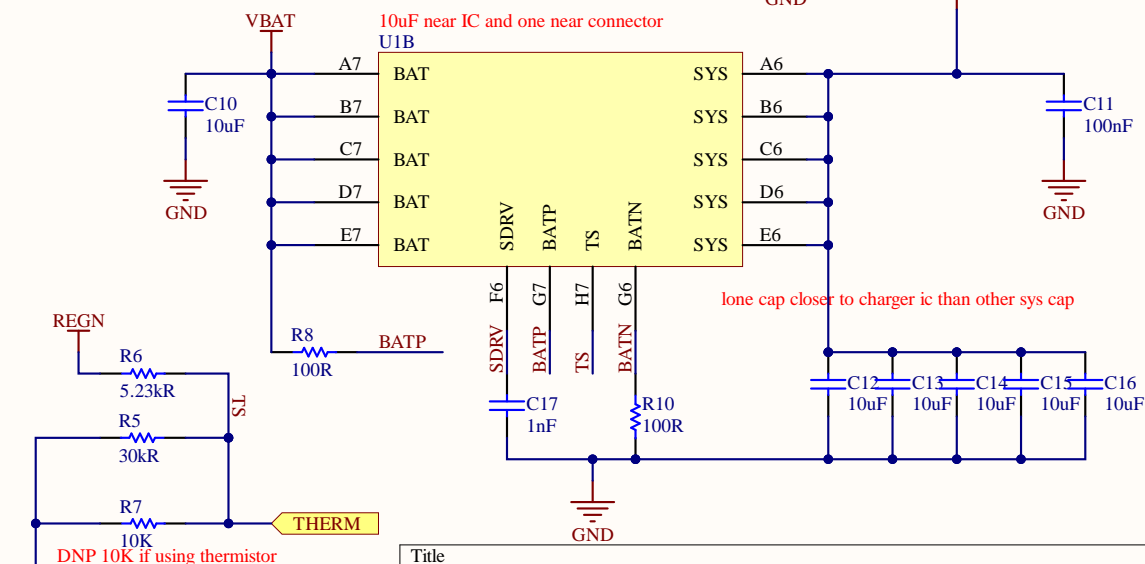 GND
VBAT
10uF near IC and one near connector
U1B
A7 BAT SYS A6
B7 BAT SYS B6
C7 BAT SYS C6
D7 BAT SYS D6
E7 BAT SYS E6
C10
10uF
GND
C11
100nF
GND
SDRV
BATP
TS
BATN
F6
G7
H7
G6
SDRV
BATP
TS
BATN
lone cap closer to charger ic than other sys cap
R8
100R
BATP
REGN
R6
5.23kR
TS
R5
30kR
R7
10K
THERM
DNP 10K if using thermistor
C17
1nF
R10
100R
GND
C12 C13 C14 C15 C16
10uF 10uF 10uF 10uF 10uF
Title